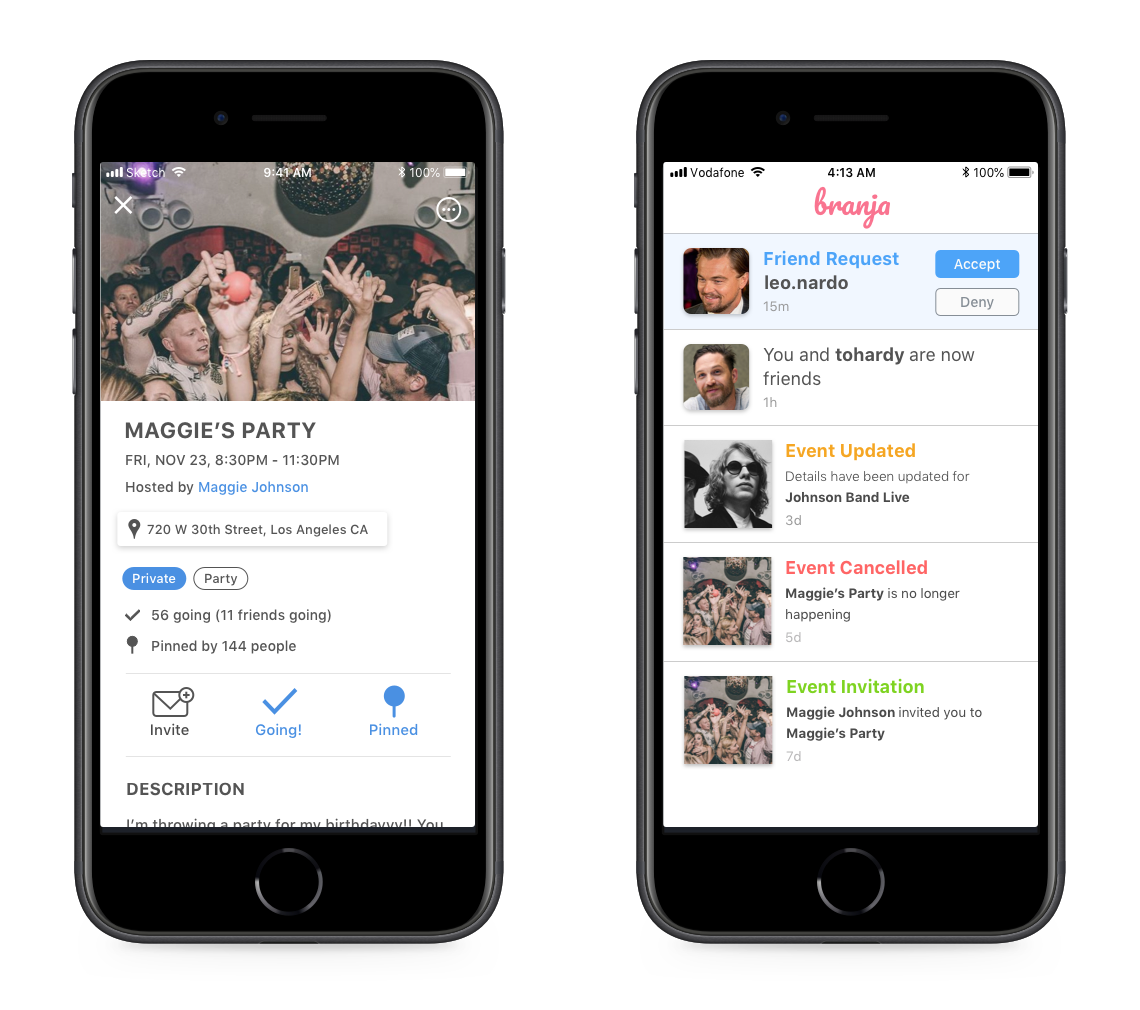 Sketch 9:41 AM 100%
MAGGIE'S PARTY
FRI, NOV 23, 8:30PM - 11:30PM
Hosted by Maggie Johnson
720 W 30th Street, Los Angeles CA
Private Party
56 going (11 friends going)
Pinned by 144 people
Invite Going! Pinned
DESCRIPTION
I'm throwing a party for my birthdayyy!! You
Vodafone 4:13 AM 100%
branja
Friend Request
leo.nardo
15m
Accept
Deny
You and tohardy are now
friends
1h
Event Updated
Details have been updated for
Johnson Band Live
3d
Event Cancelled
Maggie's Party is no longer
happening
5d
Event Invitation
Maggie Johnson invited you to
Maggie's Party
7d